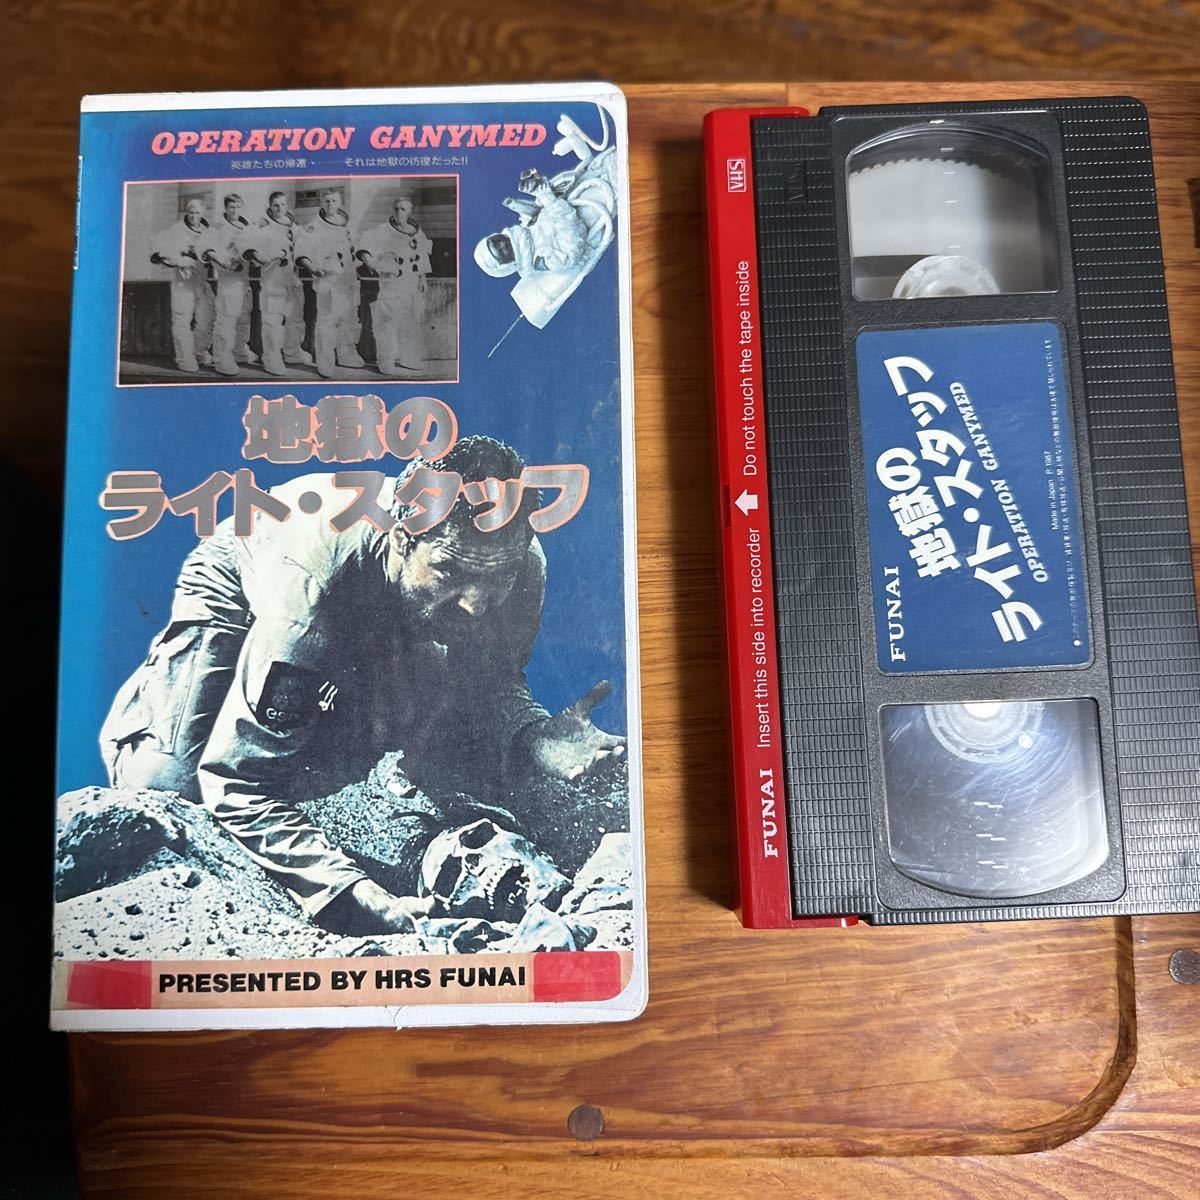 OPERATION GANYMED
英雄たちの帰還………それは地獄の彷徨だった!!
地獄の
ライト・スタッフ
PRESENTED BY HRS FUNAI
VHS
FUNAI Insert this side into recorder Do not touch the tape inside
FUNAI
地獄の
ライト・スタッフ
OPERATION GANYMED
Made in Japan P.1987